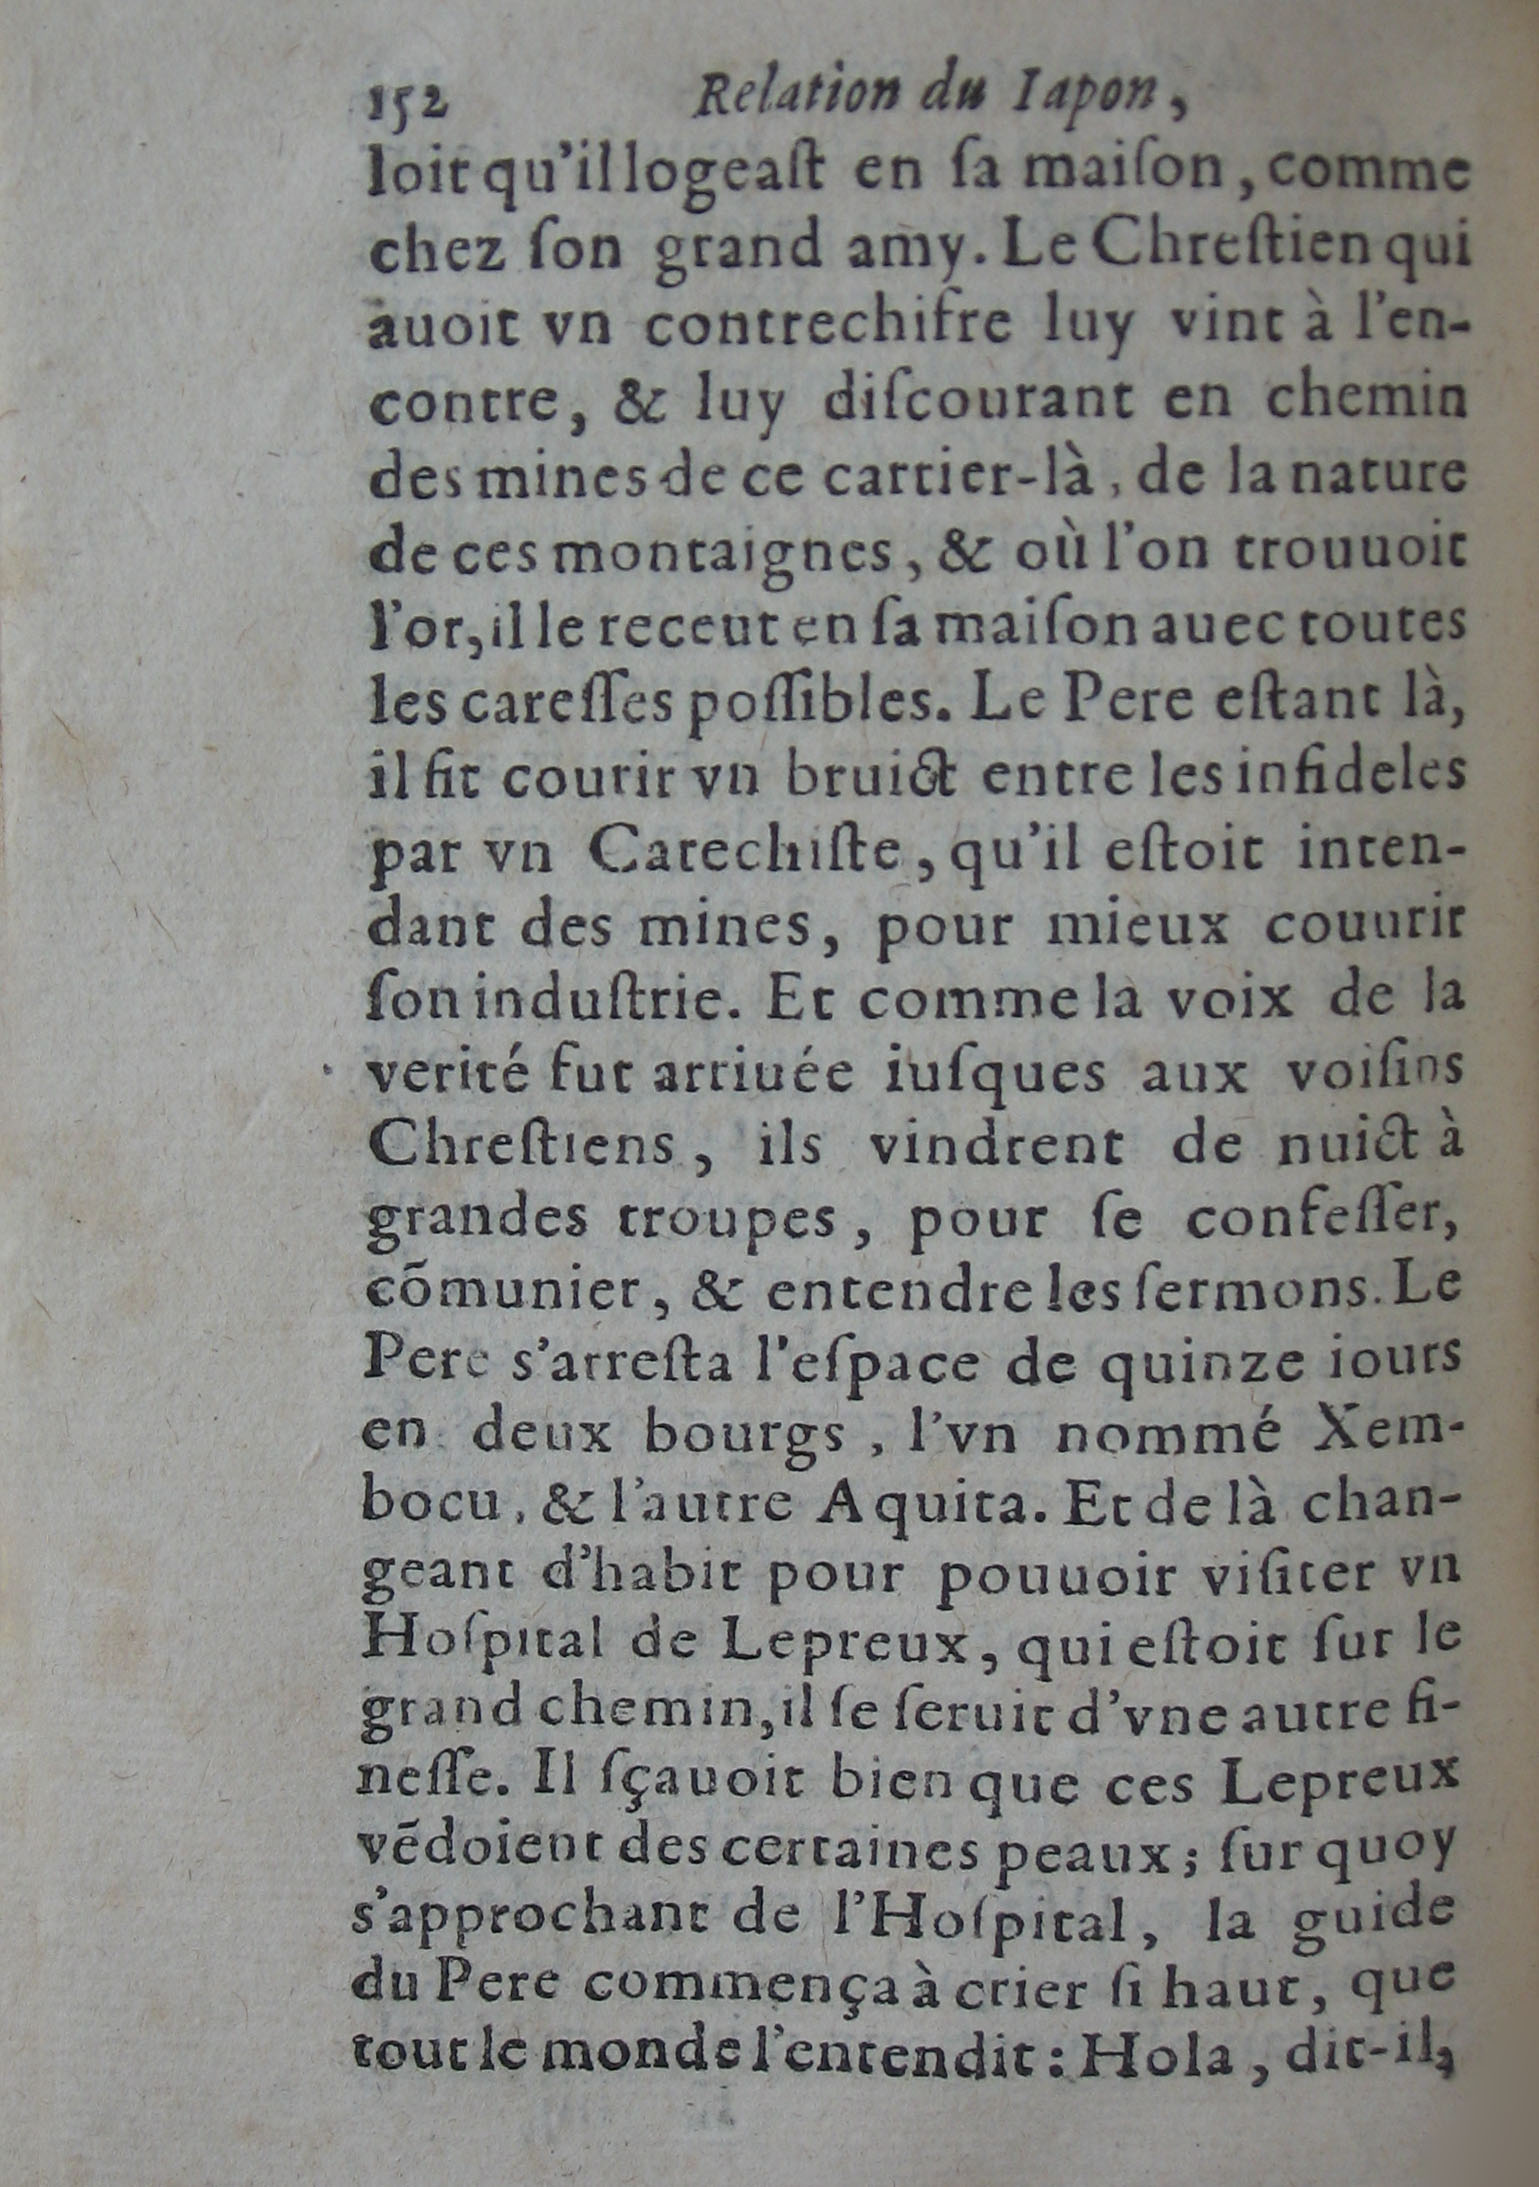 152 Relation du Iapon,
loit qu'il logeaſt en ſa maiſon, comme
chez ſon grand amy. Le Chreſtien qui
auoit vn contrechifre luy vint à l'en-
contre, & luy diſcourant en chemin
des mines de ce cartier-là, de la nature
de ces montaignes, & où l'on trouuoit
l'or, il le receut en ſa maiſon auec toutes
les careſſes poſſibles. Le Pere eſtant là,
il fit courir vn bruict entre les infideles
par vn Catechiſte, qu'il eſtoit inten-
dant des mines, pour mieux couurir
ſon induſtrie. Et comme la voix de la
verité fut arriuée iuſques aux voiſins
Chreſtiens, ils vindrent de nuict à
grandes troupes, pour ſe confeſſer,
cõmunier, & entendre les ſermons. Le
Pere s'arreſta l'eſpace de quinze iours
en deux bourgs, l'vn nommé Xem-
bocu, & l'autre Aquita. Et de là chan-
geant d'habit pour pouuoir viſiter vn
Hoſpital de Lepreux, qui eſtoit ſur le
grand chemin, il ſe ſeruit d'vne autre fi-
neſſe. Il ſçauoit bien que ces Lepreux
vẽdoient des certaines peaux; ſur quoy
s'approchant de l'Hoſpital, la guide
du Pere commença à crier ſi haut, que
tout le monde l'entendit: Hola, dit-il,